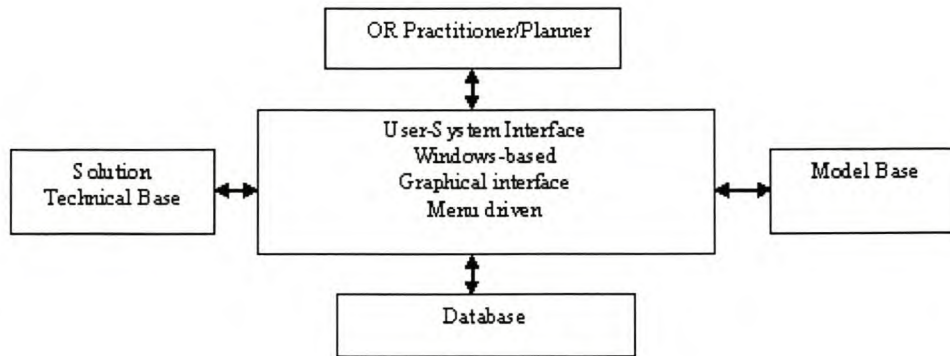 OR Practitioner/Planner
User-System Interface
Windows-based
Graphical interface
Menu driven
Solution
Technical Base
Model Base
Database